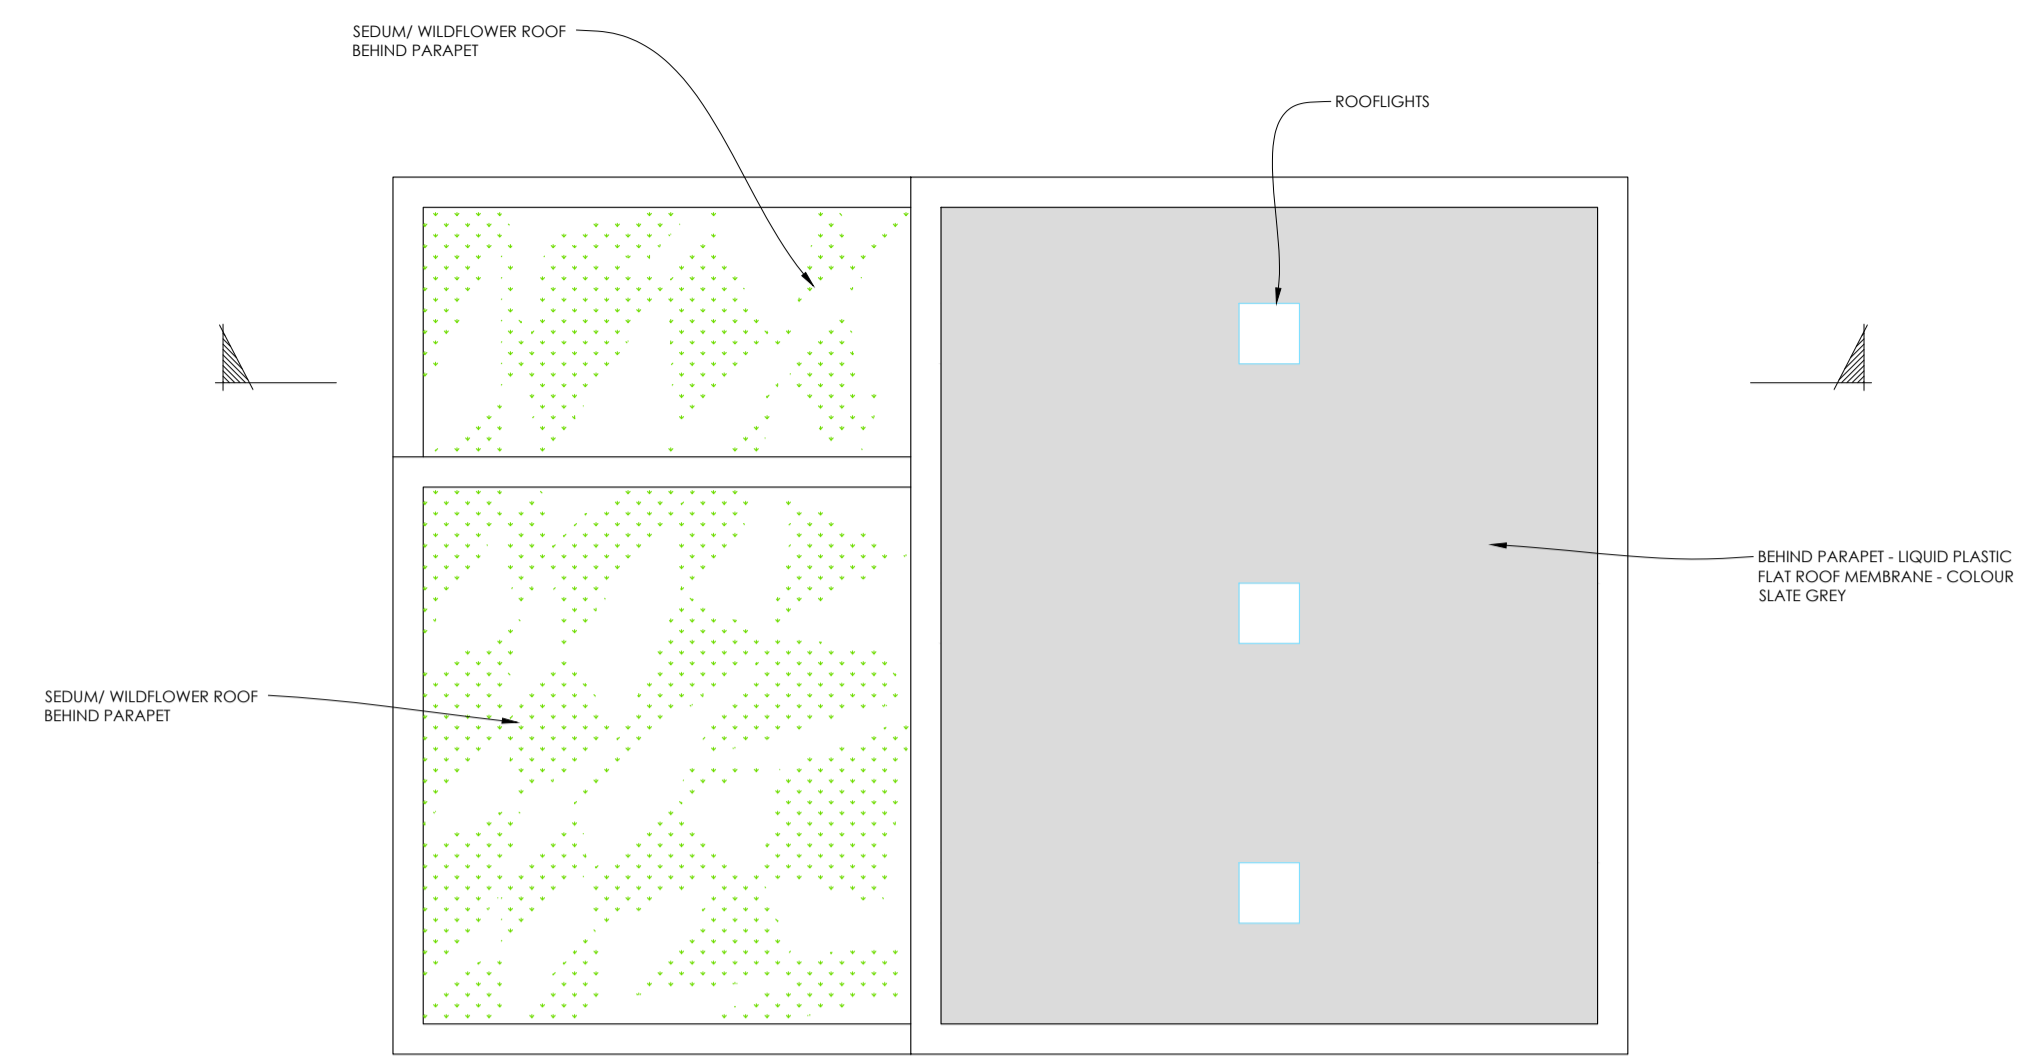 SEDUM/ WILDFLOWER ROOF
BEHIND PARAPET
ROOFLIGHTS
BEHIND PARAPET - LIQUID PLASTIC
FLAT ROOF MEMBRANE - COLOUR
SLATE GREY
SEDUM/ WILDFLOWER ROOF
BEHIND PARAPET